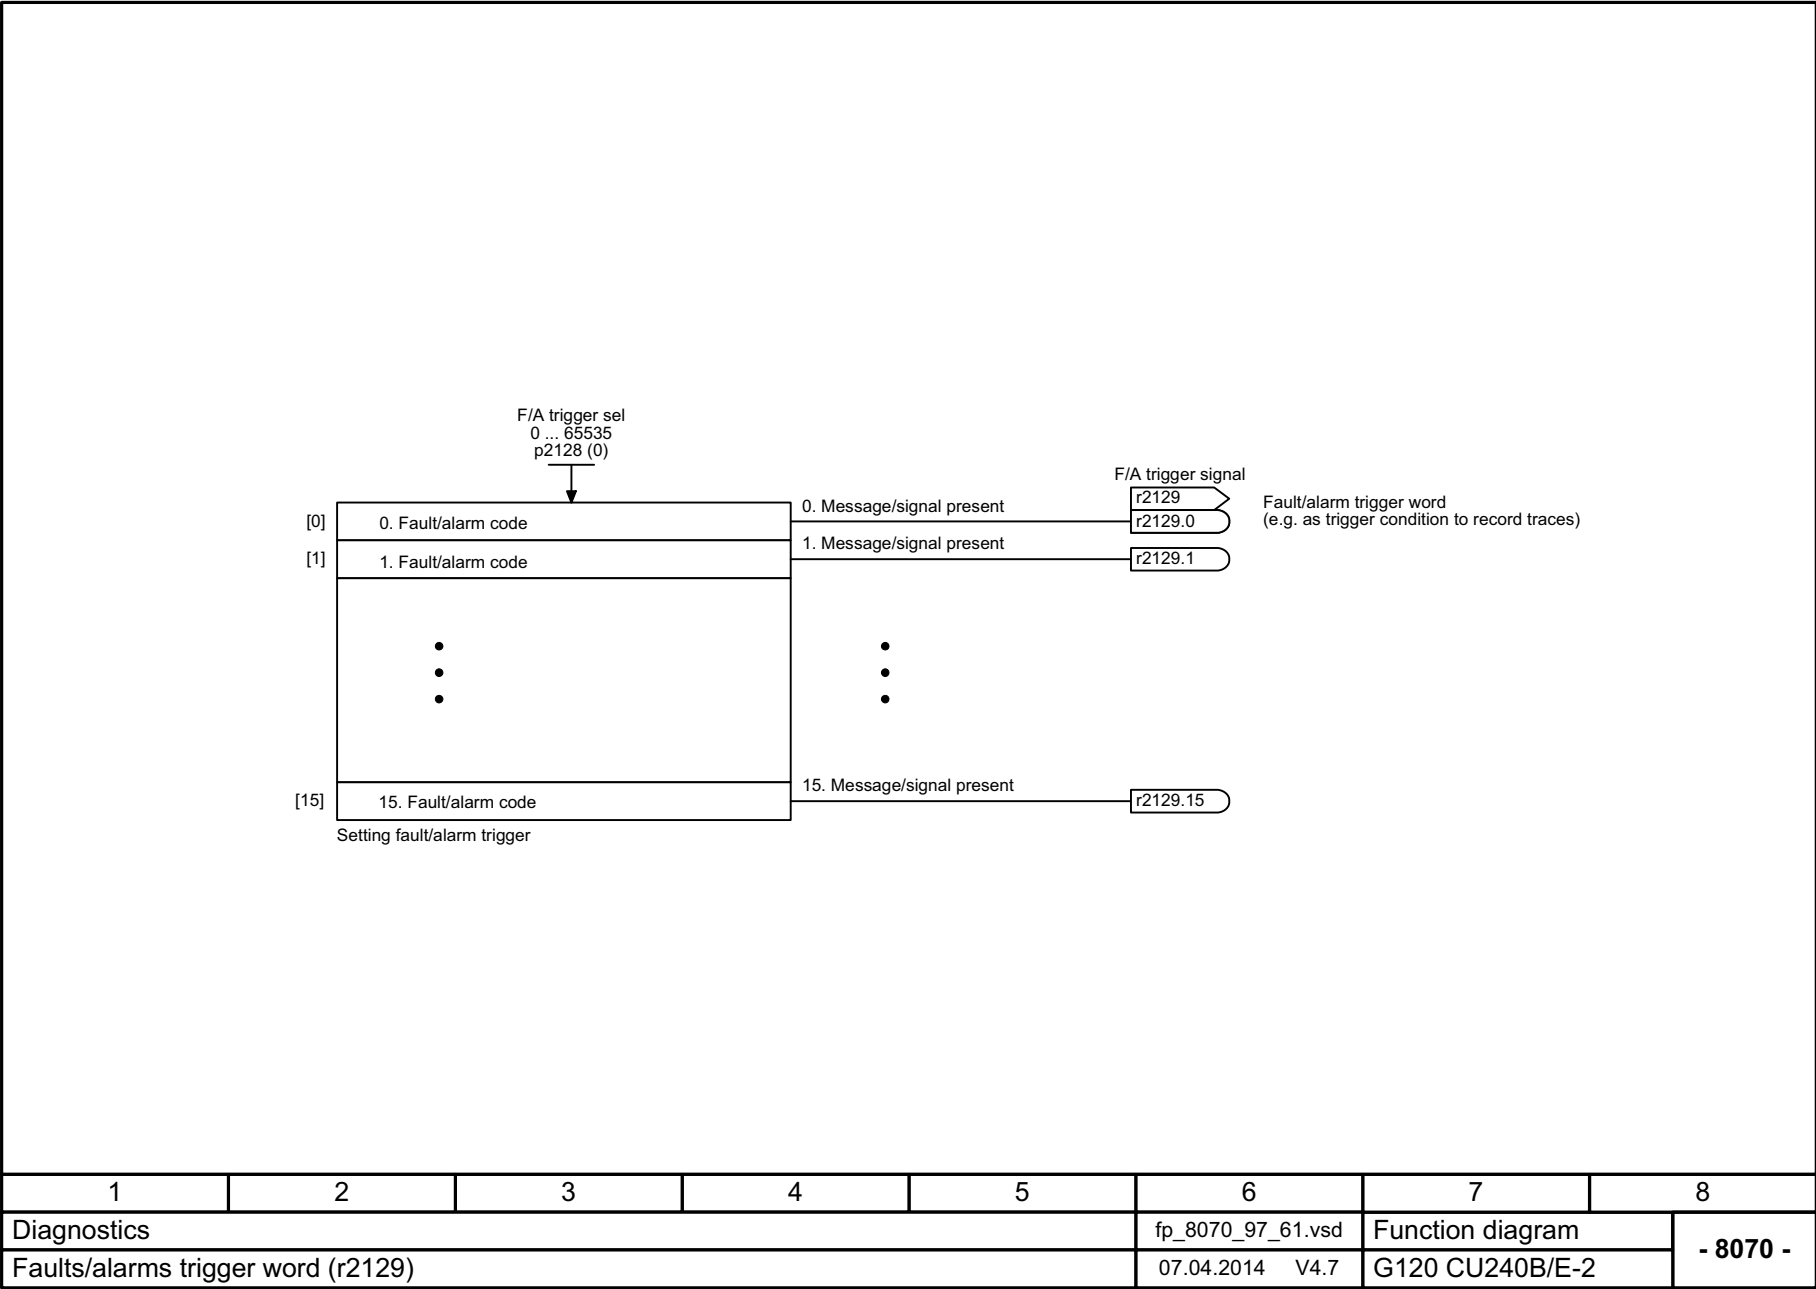 F/A trigger sel
0 ... 65535
p2128 (0)
F/A trigger signal
r2129
Fault/alarm trigger word
(e.g. as trigger condition to record traces)
[0]
0. Fault/alarm code
0. Message/signal present
r2129.0
[1]
1. Fault/alarm code
1. Message/signal present
r2129.1
[15]
15. Fault/alarm code
15. Message/signal present
r2129.15
Setting fault/alarm trigger
1 2 3 4 5 6 7 8
Diagnostics
fp_8070_97_61.vsd
Function diagram
- 8070 -
Faults/alarms trigger word (r2129)
07.04.2014 V4.7
G120 CU240B/E-2